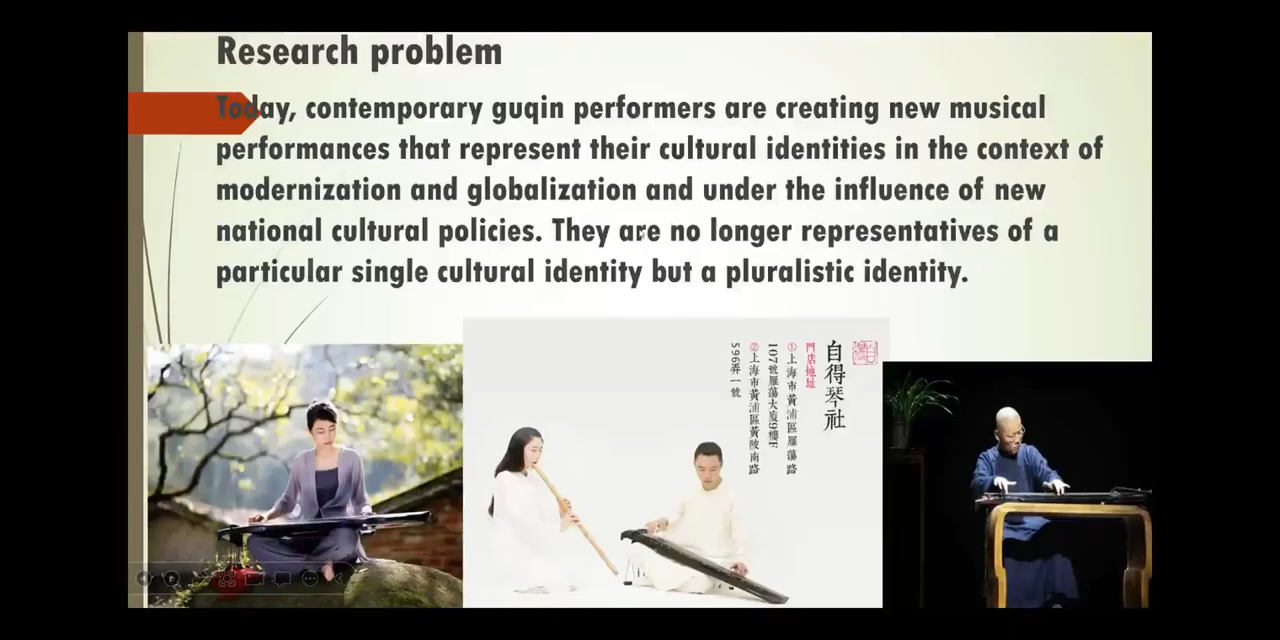 Research problem
Today, contemporary guqin performers are creating new musical
performances that represent their cultural identities in the context of
modernization and globalization and under the influence of new
national cultural policies. They are no longer representatives of a
particular single cultural identity but a pluralistic identity.
自得琴社
門店地址
①上海市黃浦區雁蕩路
107號雁蕩大廈9樓F
②上海市黃浦區黃陂南路
596弄一號